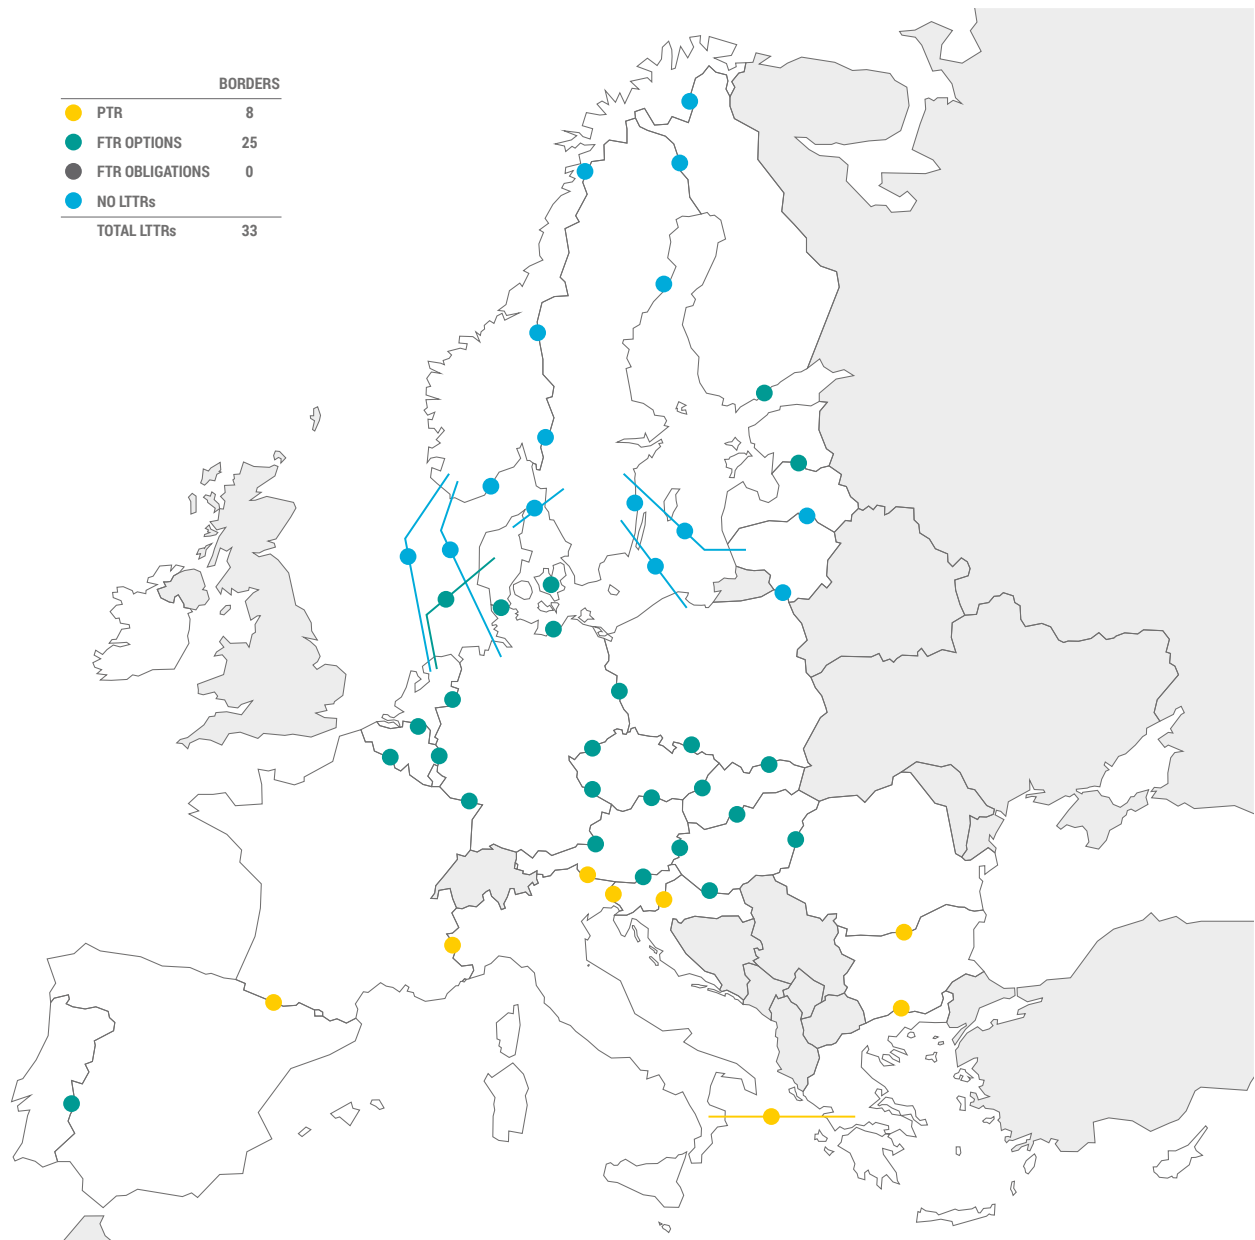 BORDERS
PTR 8
FTR OPTIONS 25
FTR OBLIGATIONS 0
NO LTTRs
TOTAL LTTRs 33